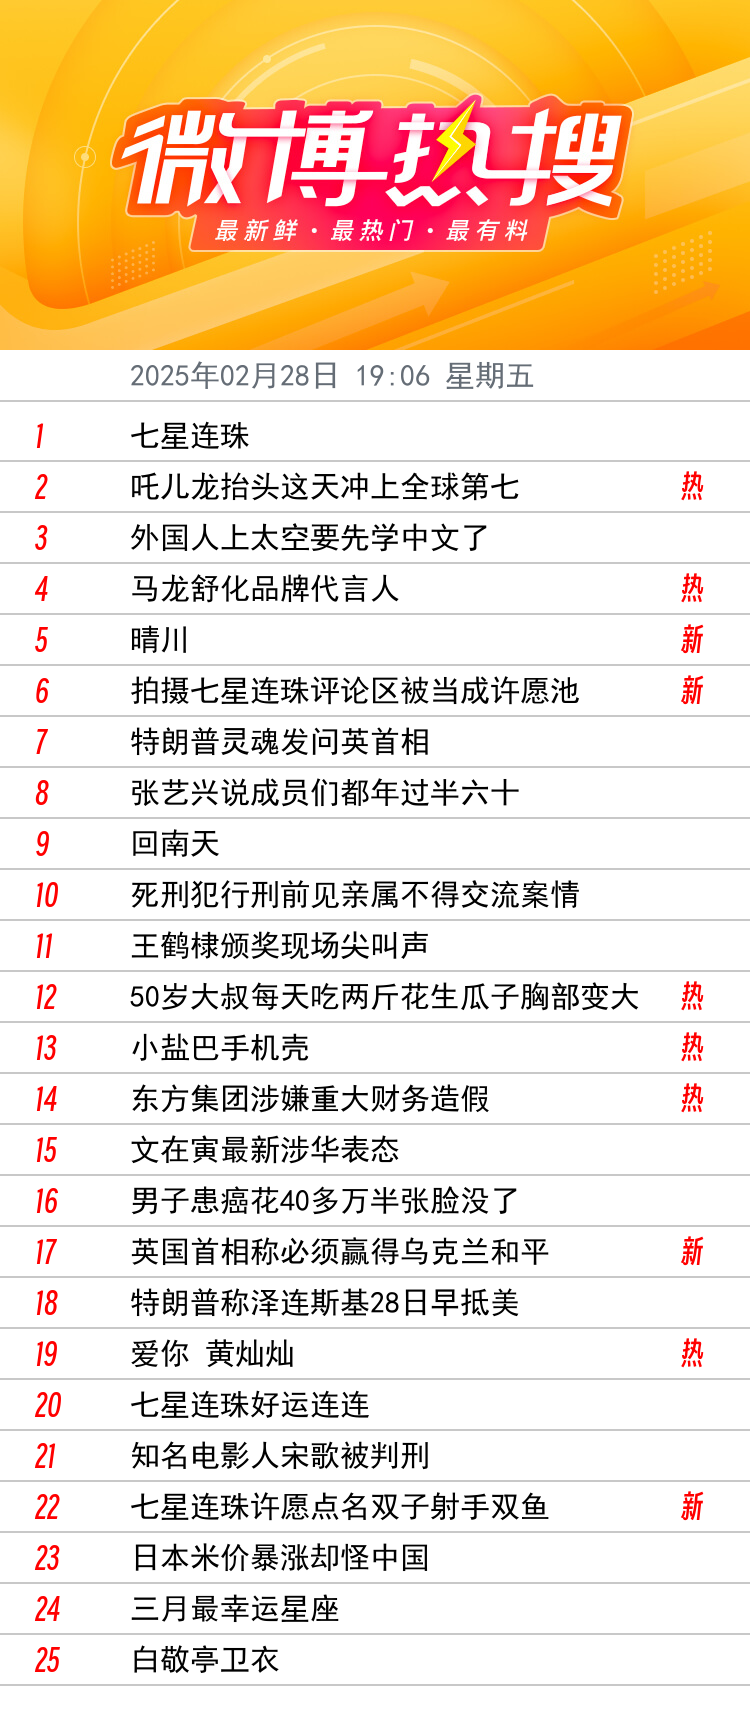 微博热搜
最新鲜·最热门·最有料
2025年02月28日 19:06 星期五
1 七星连珠
2 吒儿龙抬头这天冲上全球第七 热
3 外国人上太空要先学中文了
4 马龙舒化品牌代言人 热
5 晴川 新
6 拍摄七星连珠评论区被当成许愿池 新
7 特朗普灵魂发问英首相
8 张艺兴说成员们都年过半六十
9 回南天
10 死刑犯行刑前见亲属不得交流案情
11 王鹤棣颁奖现场尖叫声
12 50岁大叔每天吃两斤花生瓜子胸部变大 热
13 小盐巴手机壳 热
14 东方集团涉嫌重大财务造假 热
15 文在寅最新涉华表态
16 男子患癌花40多万半张脸没了
17 英国首相称必须赢得乌克兰和平 新
18 特朗普称泽连斯基28日早抵美
19 爱你 黄灿灿 热
20 七星连珠好运连连
21 知名电影人宋歌被判刑
22 七星连珠许愿点名双子射手双鱼 新
23 日本米价暴涨却怪中国
24 三月最幸运星座
25 白敬亭卫衣